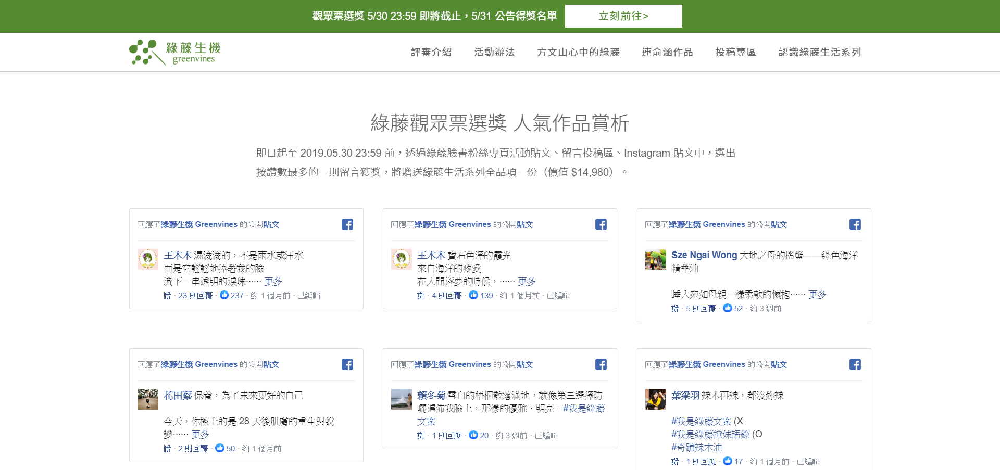 觀眾票選獎 5/30 23:59 即將截止，5/31 公告得獎名單
立刻前往>
綠藤生機
greenvines
評審介紹
活動辦法
方文山心中的綠藤
連俞涵作品
投稿專區
認識綠藤生活系列
綠藤觀眾票選獎 人氣作品賞析
即日起至 2019.05.30 23:59 前，透過綠藤臉書粉絲專頁活動貼文、留言投稿區、Instagram 貼文中，選出
按讚數最多的一則留言獲獎，將贈送綠藤生活系列全品項一份（價值 $14,980）。
回應了綠藤生機 Greenvines 的公開貼文
王木木 濕漉漉的，不是雨水或汗水
而是它輕輕地捧著我的臉
流下一串透明的淚珠⋯⋯ 更多
讚 · 23 則回覆 · 237 · 約 1 個月前 · 已編輯
回應了綠藤生機 Greenvines 的公開貼文
王木木 寶石色澤的霞光
來自海洋的疼愛
在人間逐夢的時候，⋯⋯ 更多
讚 · 4 則回覆 · 139 · 約 1 個月前 · 已編輯
回應了綠藤生機 Greenvines 的公開貼文
Sze Ngai Wong 大地之母的搖籃——綠色海洋
精華油
睡入宛如母親一樣柔軟的懷抱⋯⋯ 更多
讚 · 5 則回覆 · 52 · 約 3 週前
回應了綠藤生機 Greenvines 的公開貼文
花田蔡 保養，為了未來更好的自己
今天，你擦上的是 28 天後肌膚的重生與蛻
變⋯⋯ 更多
讚 · 2 則回覆 · 50 · 約 1 個月前
回應了綠藤生機 Greenvines 的公開貼文
賴冬菊 雪白的梧桐散落滿地，就像第三選擇防
曬遍佈我臉上，那樣的優雅、明亮。#我是綠藤
文案
讚 · 1 則回應 · 20 · 約 3 週前 · 已編輯
回應了綠藤生機 Greenvines 的公開貼文
葉梁羽 辣木再辣，都沒妳辣
#我是綠藤文案 (X
#我是綠藤撩妹語錄 (O
#奇蹟辣木油
讚 · 1 則回應 · 17 · 約 1 個月前 · 已編輯